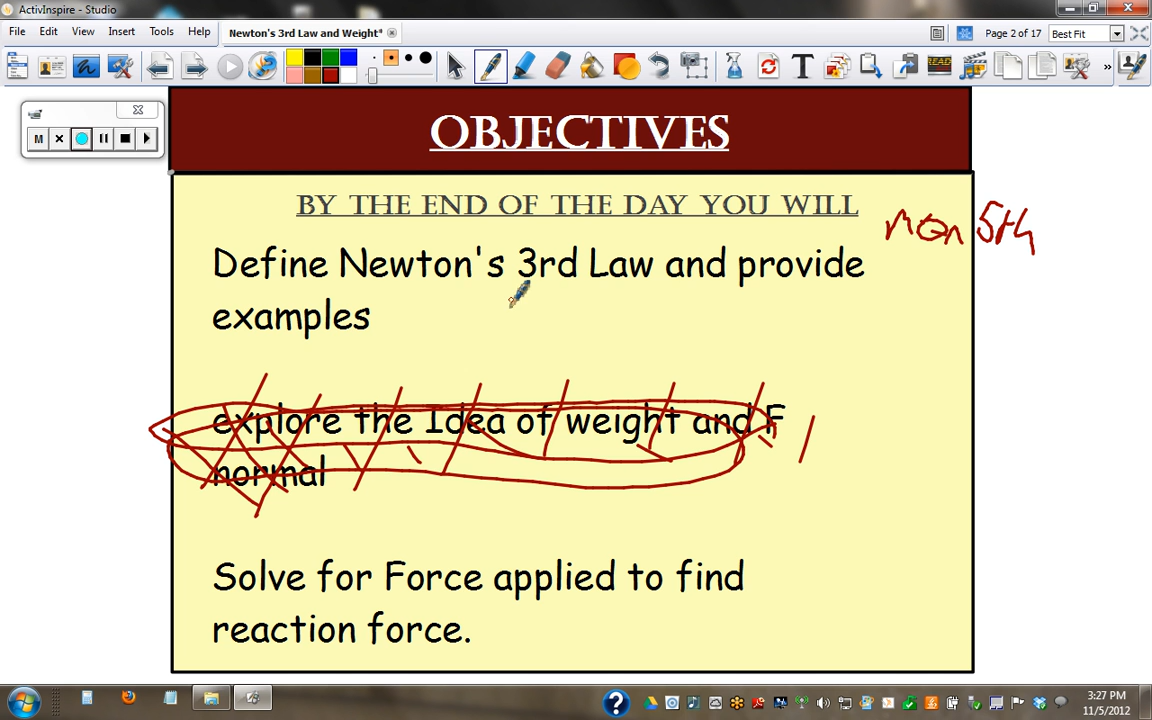 ActivInspire - Studio
File Edit View Insert Tools Help Newton's 3rd Law and Weight* Page 2 of 17 Best Fit
READ
M
OBJECTIVES
BY THE END OF THE DAY YOU WILL
mon 5th
Define Newton's 3rd Law and provide
examples
explore the Idea of weight and F
normal
Solve for Force applied to find
reaction force.
3:27 PM
11/5/2012